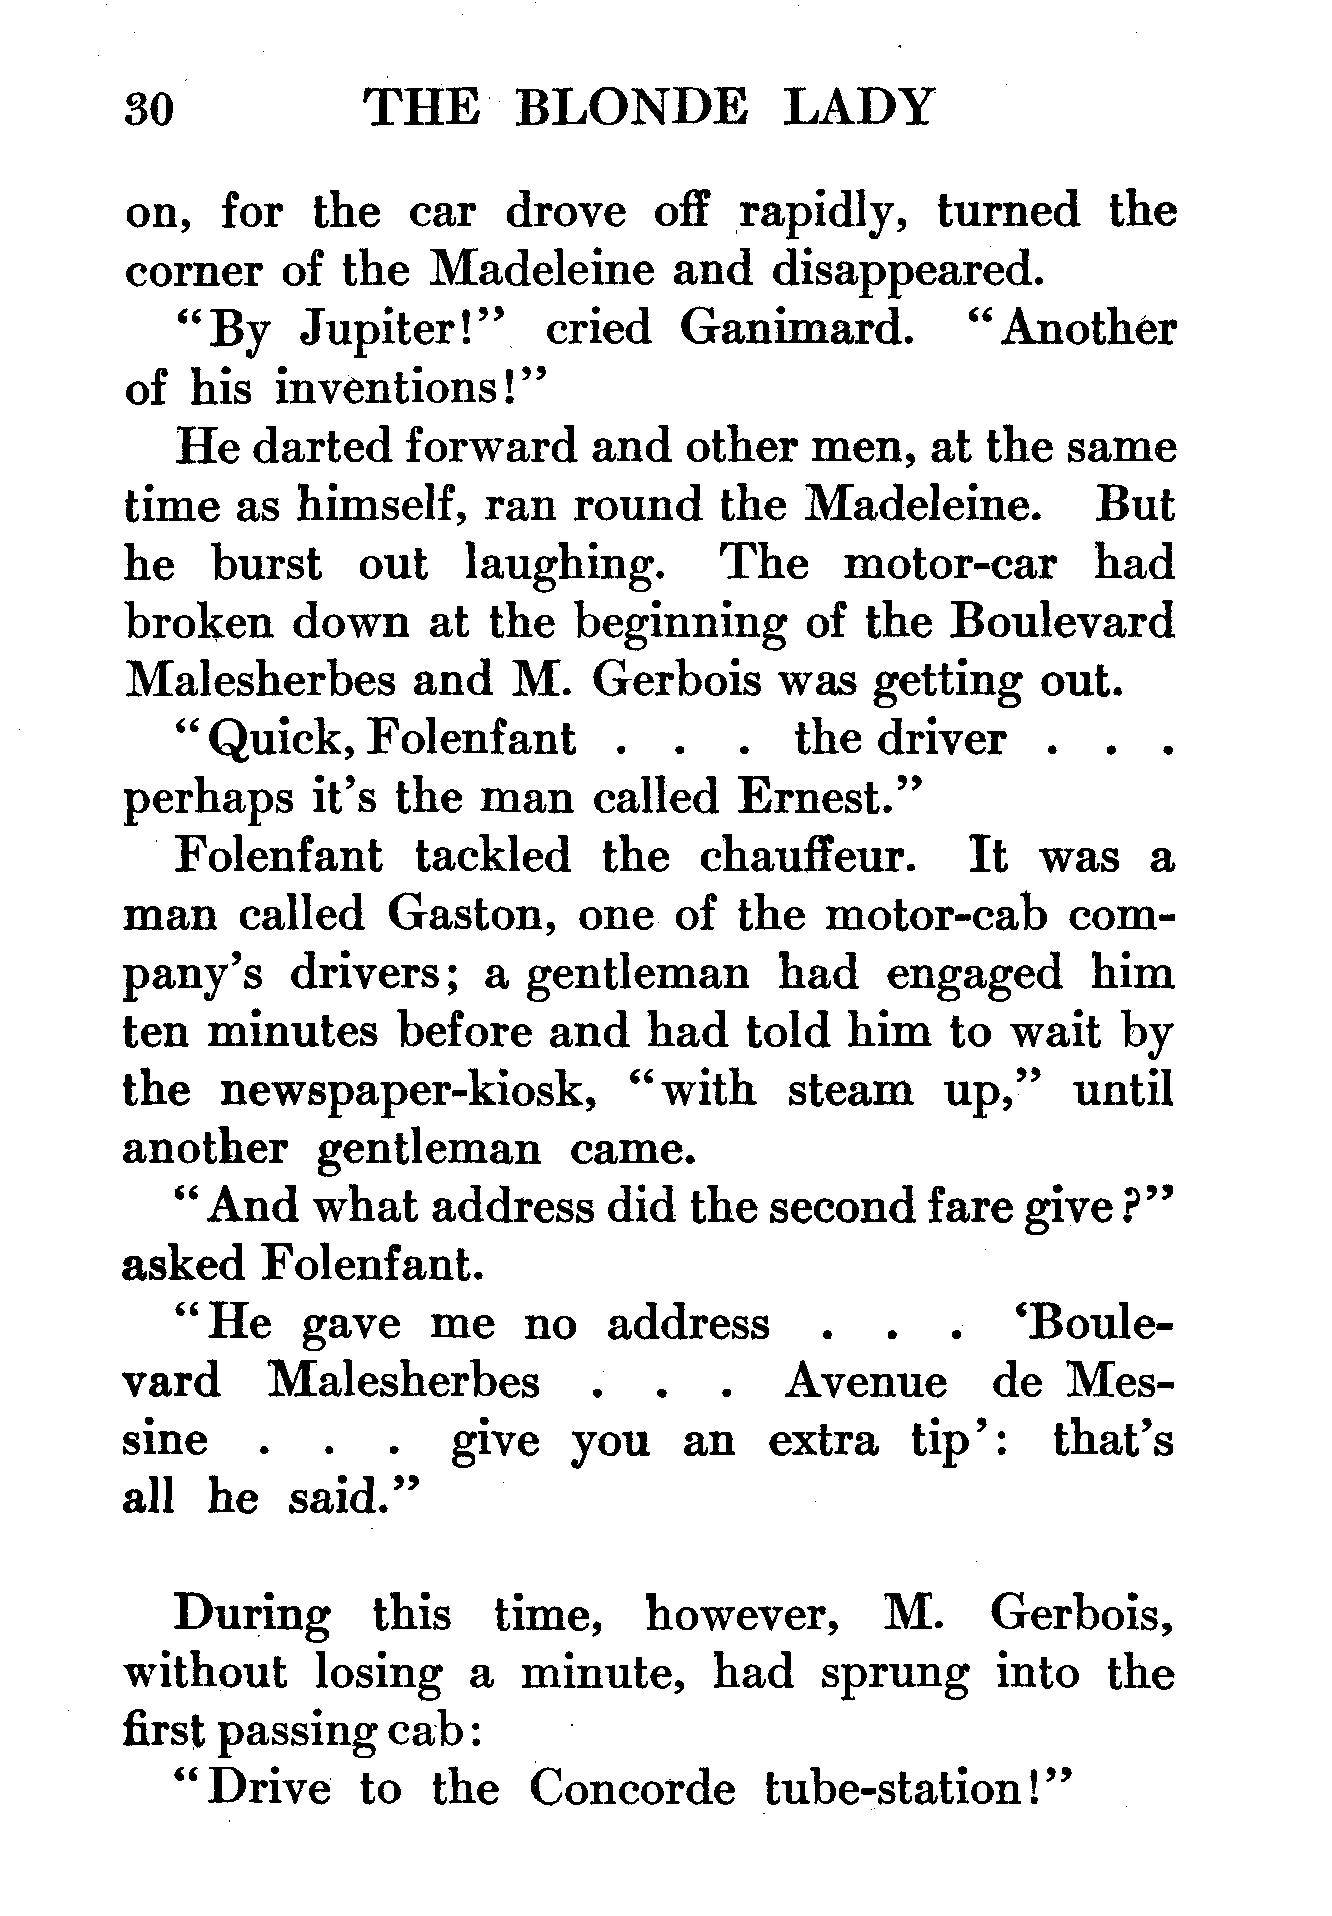 30 THE BLONDE LADY
on, for the car drove off rapidly, turned the
corner of the Madeleine and disappeared.
"By Jupiter!" cried Ganimard. "Another
of his inventions!"
He darted forward and other men, at the same
time as himself, ran round the Madeleine. But
he burst out laughing. The motor-car had
broken down at the beginning of the Boulevard
Malesherbes and M. Gerbois was getting out.
"Quick, Folenfant . . . the driver . . .
perhaps it's the man called Ernest."
Folenfant tackled the chauffeur. It was a
man called Gaston, one of the motor-cab com-
pany's drivers; a gentleman had engaged him
ten minutes before and had told him to wait by
the newspaper-kiosk, "with steam up," until
another gentleman came.
"And what address did the second fare give?"
asked Folenfant.
"He gave me no address . . . 'Boule-
vard Malesherbes . . . Avenue de Mes-
sine . . . give you an extra tip': that's
all he said."
During this time, however, M. Gerbois,
without losing a minute, had sprung into the
first passing cab:
"Drive to the Concorde tube-station!"